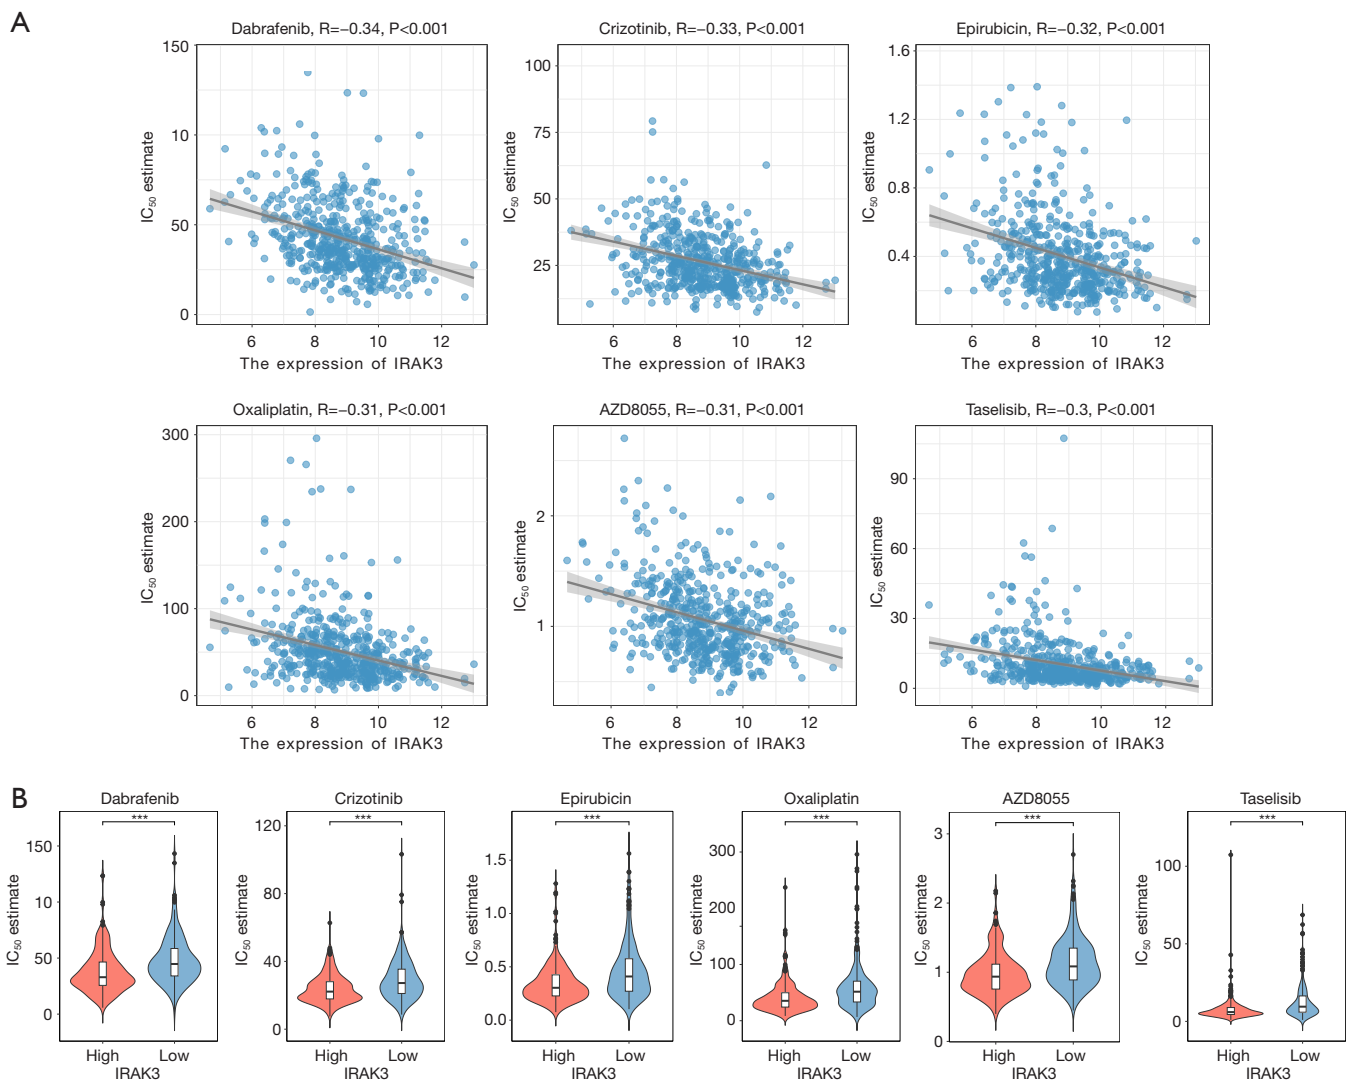 A
Dabrafenib, R=−0.34, P<0.001
Crizotinib, R=−0.33, P<0.001
Epirubicin, R=−0.32, P<0.001
IC50 estimate
150
10
50
0
6 8 10 12
The expression of IRAK3
IC50 estimate
100
75
50
25
6 8 10 12
The expression of IRAK3
IC50 estimate
1.6
1.2
0.8
0.4
6 8 10 12
The expression of IRAK3
Oxaliplatin, R=−0.31, P<0.001
AZD8055, R=−0.31, P<0.001
Taselisib, R=−0.3, P<0.001
IC50 estimate
300
200
100
0
6 8 10 12
The expression of IRAK3
IC50 estimate
2
1
6 8 10 12
The expression of IRAK3
IC50 estimate
90
60
30
0
6 8 10 12
The expression of IRAK3
B
Dabrafenib
***
IC50 estimate
150
10
50
0
High Low
IRAK3
Crizotinib
***
IC50 estimate
120
80
40
0
High Low
IRAK3
Epirubicin
***
IC50 estimate
1.5
1.0
0.5
0.0
High Low
IRAK3
Oxaliplatin
***
IC50 estimate
300
200
100
0
High Low
IRAK3
AZD8055
***
IC50 estimate
3
2
1
0
High Low
IRAK3
Taselisib
***
IC50 estimate
100
50
0
High Low
IRAK3